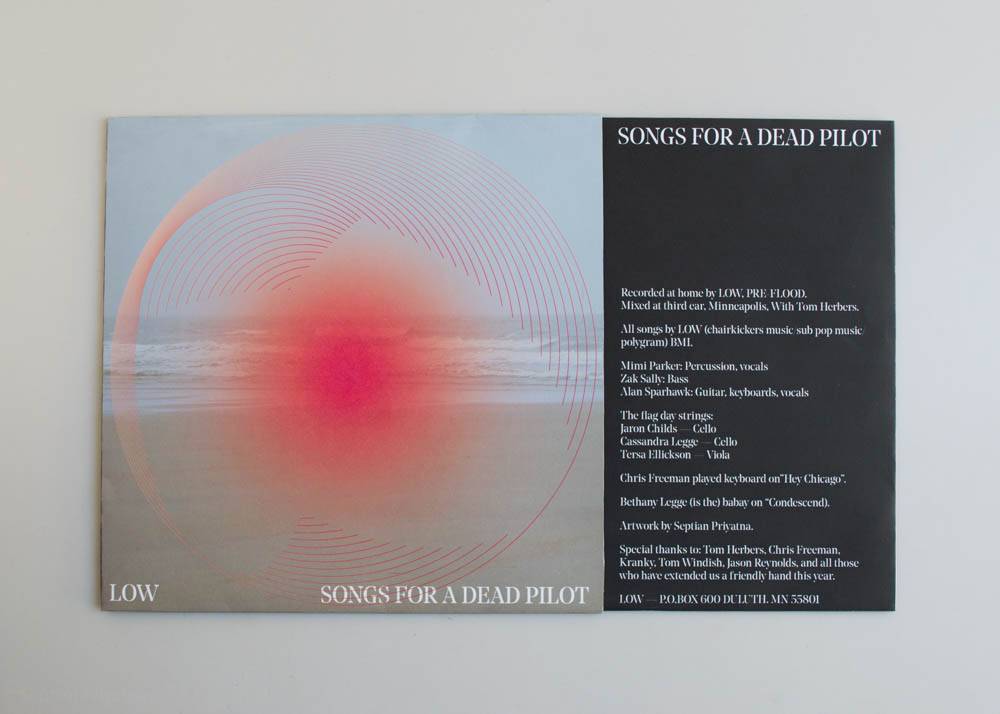 LOW
SONGS FOR A DEAD PILOT
SONGS FOR A DEAD PILOT
Recorded at home by LOW, PRE-FLOOD.
Mixed at third car, Minneapolis, With Tom Herbers.
All songs by LOW (chairkickers music/sub pop music/
polygram) BMI.
Mimi Parker: Percussion, vocals
Zak Sally: Bass
Alan Sparhawk: Guitar, keyboards, vocals
The flag day strings:
Jaron Childs — Cello
Cassandra Legge — Cello
Tersa Ellickson — Viola
Chris Freeman played keyboard on"Hey Chicago".
Bethany Legge (is the) babay on "Condescend).
Artwork by Septian Priyatna.
Special thanks to: Tom Herbers, Chris Freeman,
Kranky, Tom Windish, Jason Reynolds, and all those
who have extended us a friendly hand this year.
LOW — P.O.BOX 600 DULUTH. MN 55801